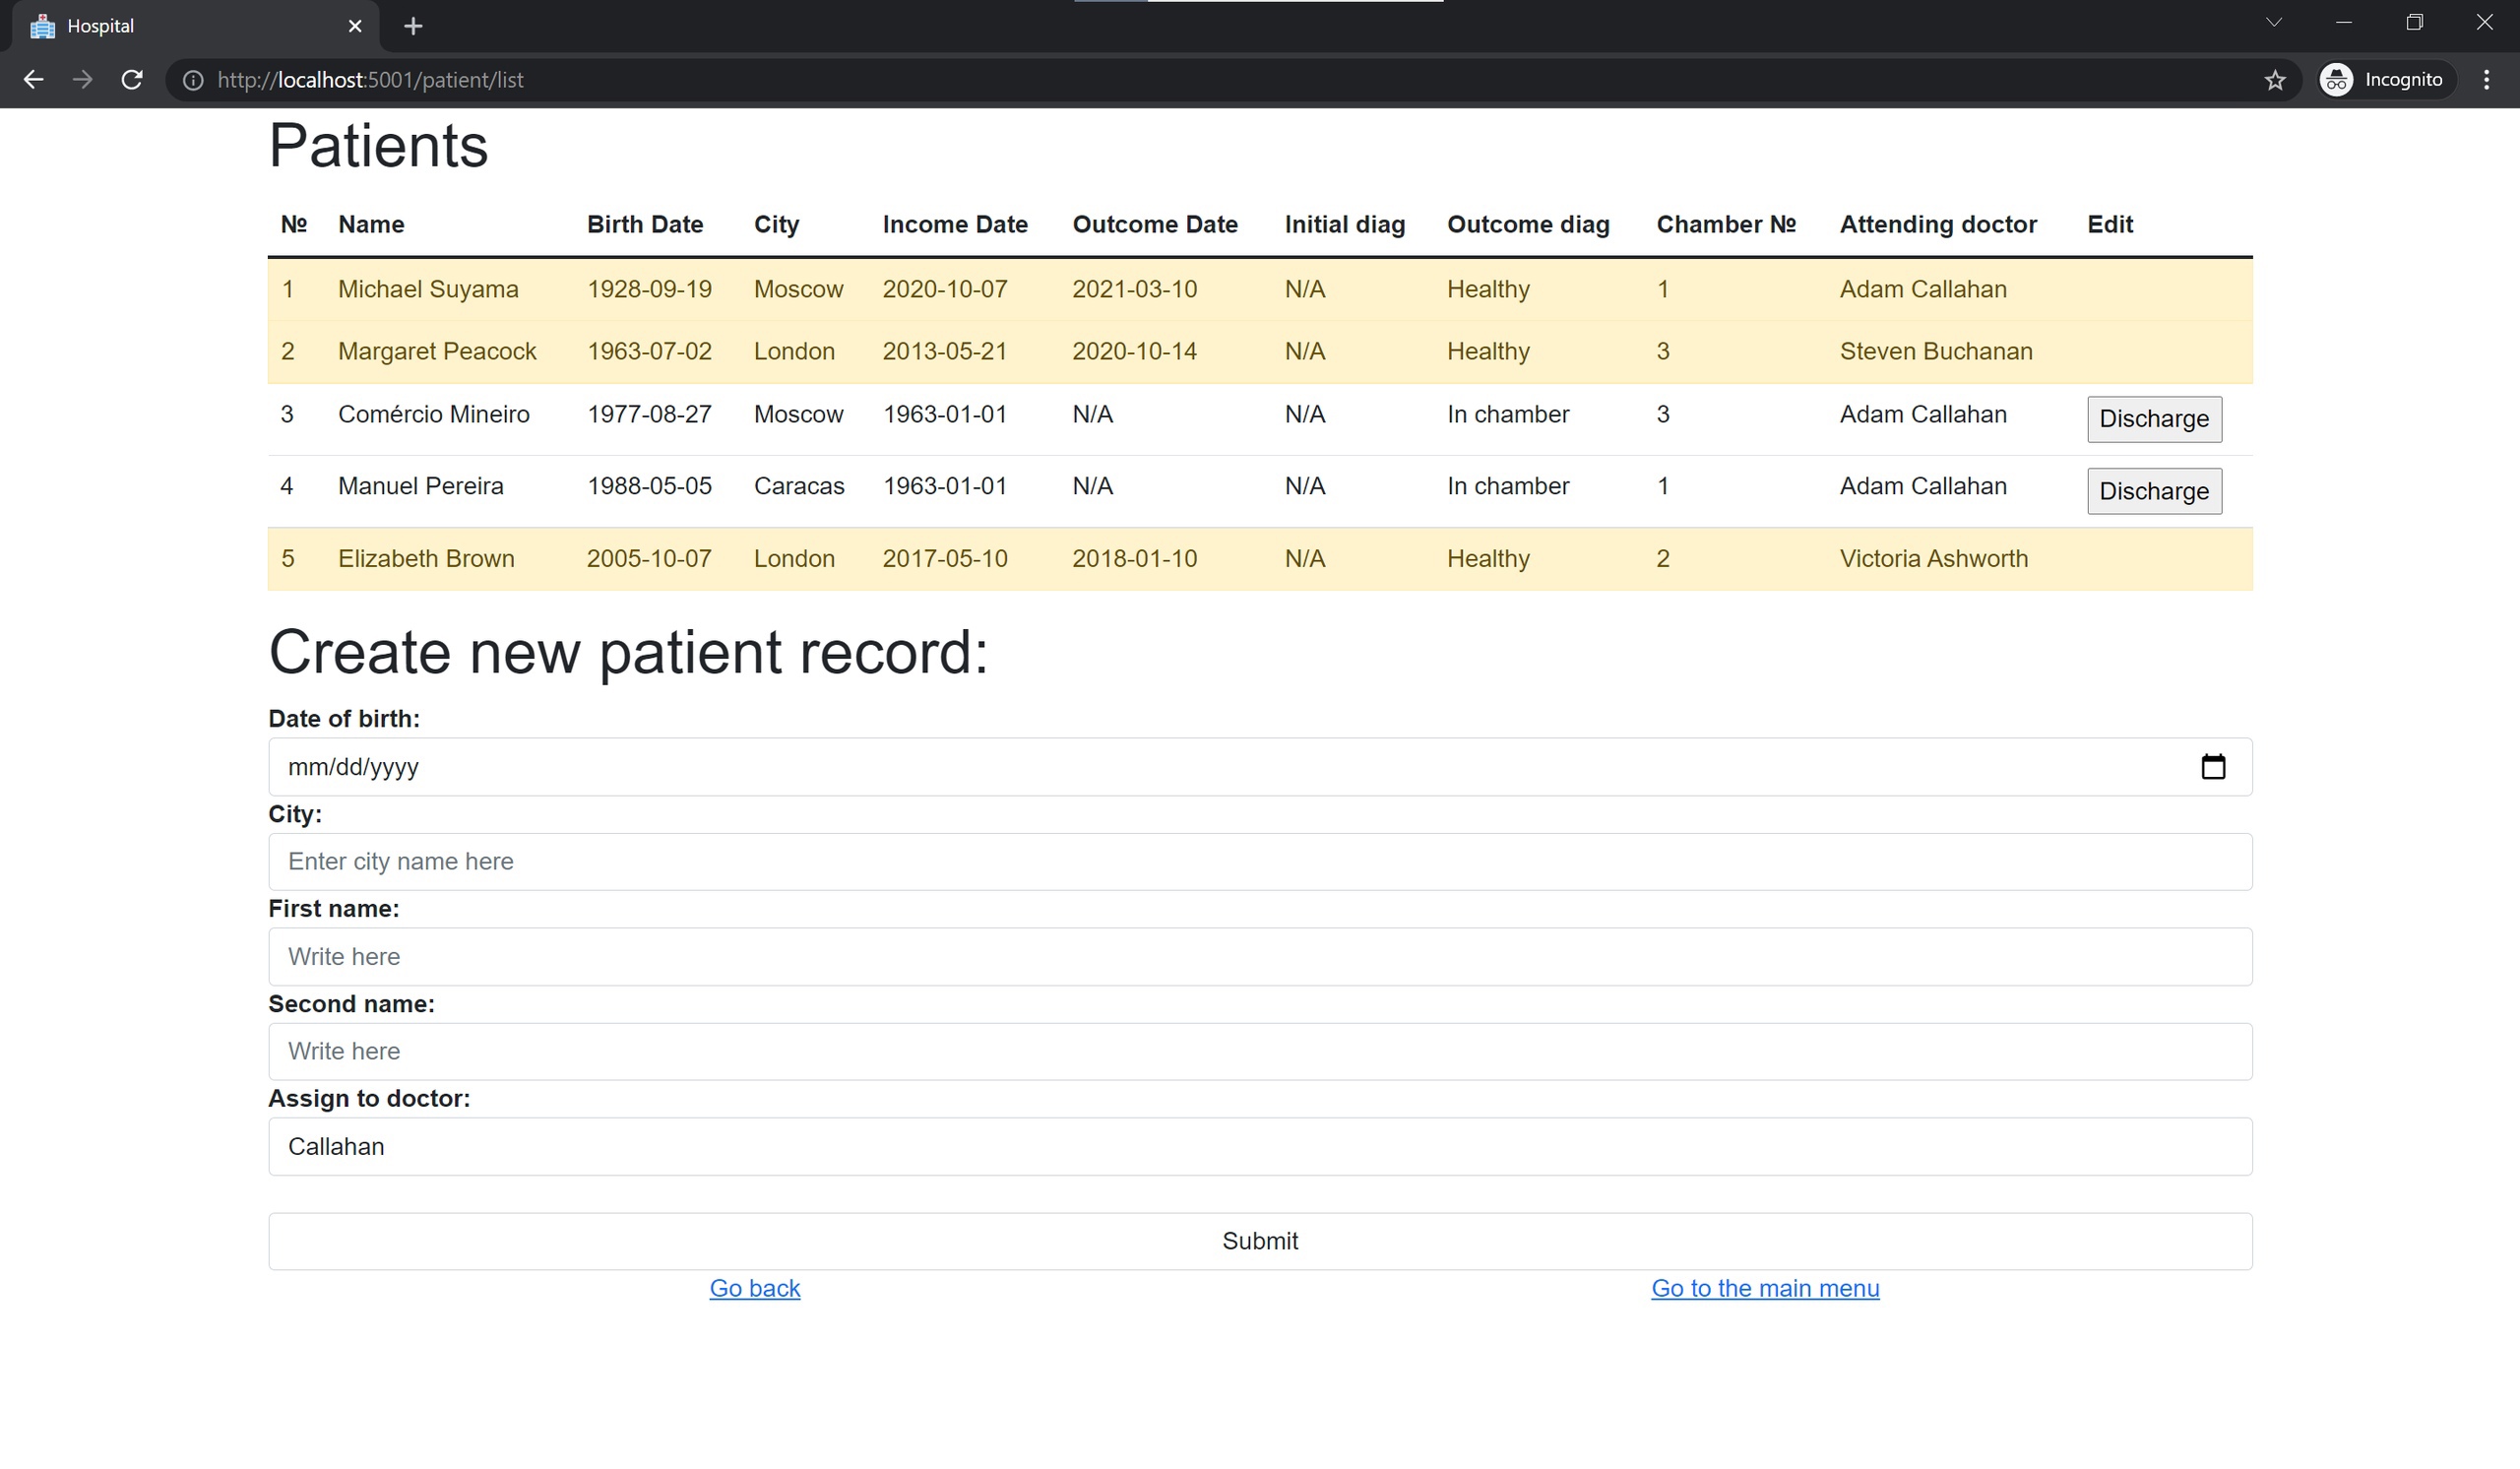 Hospital
http://localhost:5001/patient/list
Incognito
Patients
№ Name Birth Date City Income Date Outcome Date Initial diag Outcome diag Chamber № Attending doctor Edit
1 Michael Suyama 1928-09-19 Moscow 2020-10-07 2021-03-10 N/A Healthy 1 Adam Callahan
2 Margaret Peacock 1963-07-02 London 2013-05-21 2020-10-14 N/A Healthy 3 Steven Buchanan
3 Comércio Mineiro 1977-08-27 Moscow 1963-01-01 N/A N/A In chamber 3 Adam Callahan Discharge
4 Manuel Pereira 1988-05-05 Caracas 1963-01-01 N/A N/A In chamber 1 Adam Callahan Discharge
5 Elizabeth Brown 2005-10-07 London 2017-05-10 2018-01-10 N/A Healthy 2 Victoria Ashworth
Create new patient record:
Date of birth:
mm/dd/yyyy
City:
Enter city name here
First name:
Write here
Second name:
Write here
Assign to doctor:
Callahan
Submit
Go back Go to the main menu